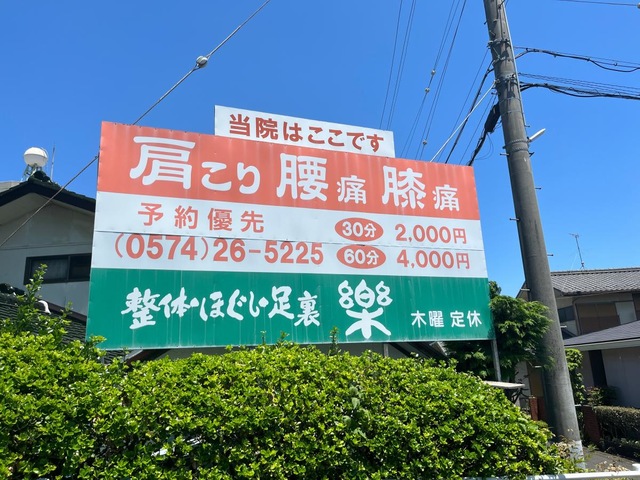 当院はここです
肩こり 腰痛 膝痛
予約優先 30分 2,000円
(0574)26-5225 60分 4,000円
整体ほぐし足裏 樂 木曜 定休